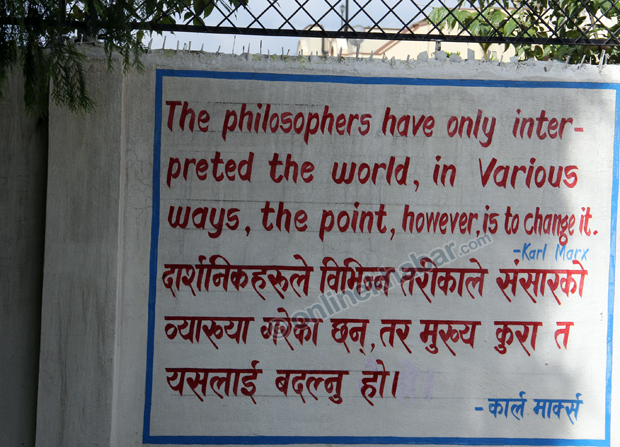 The philosophers have only inter-
preted the world, in Various
ways, the point, however, is to change it.
-Karl Marx
दार्शनिकहरूले विभिन्न तरीकाले संसारको
व्याख्या गरेका छन्, तर मुख्य कुरा त
यसलाई बदल्नु हो।
- कार्ल मार्क्स